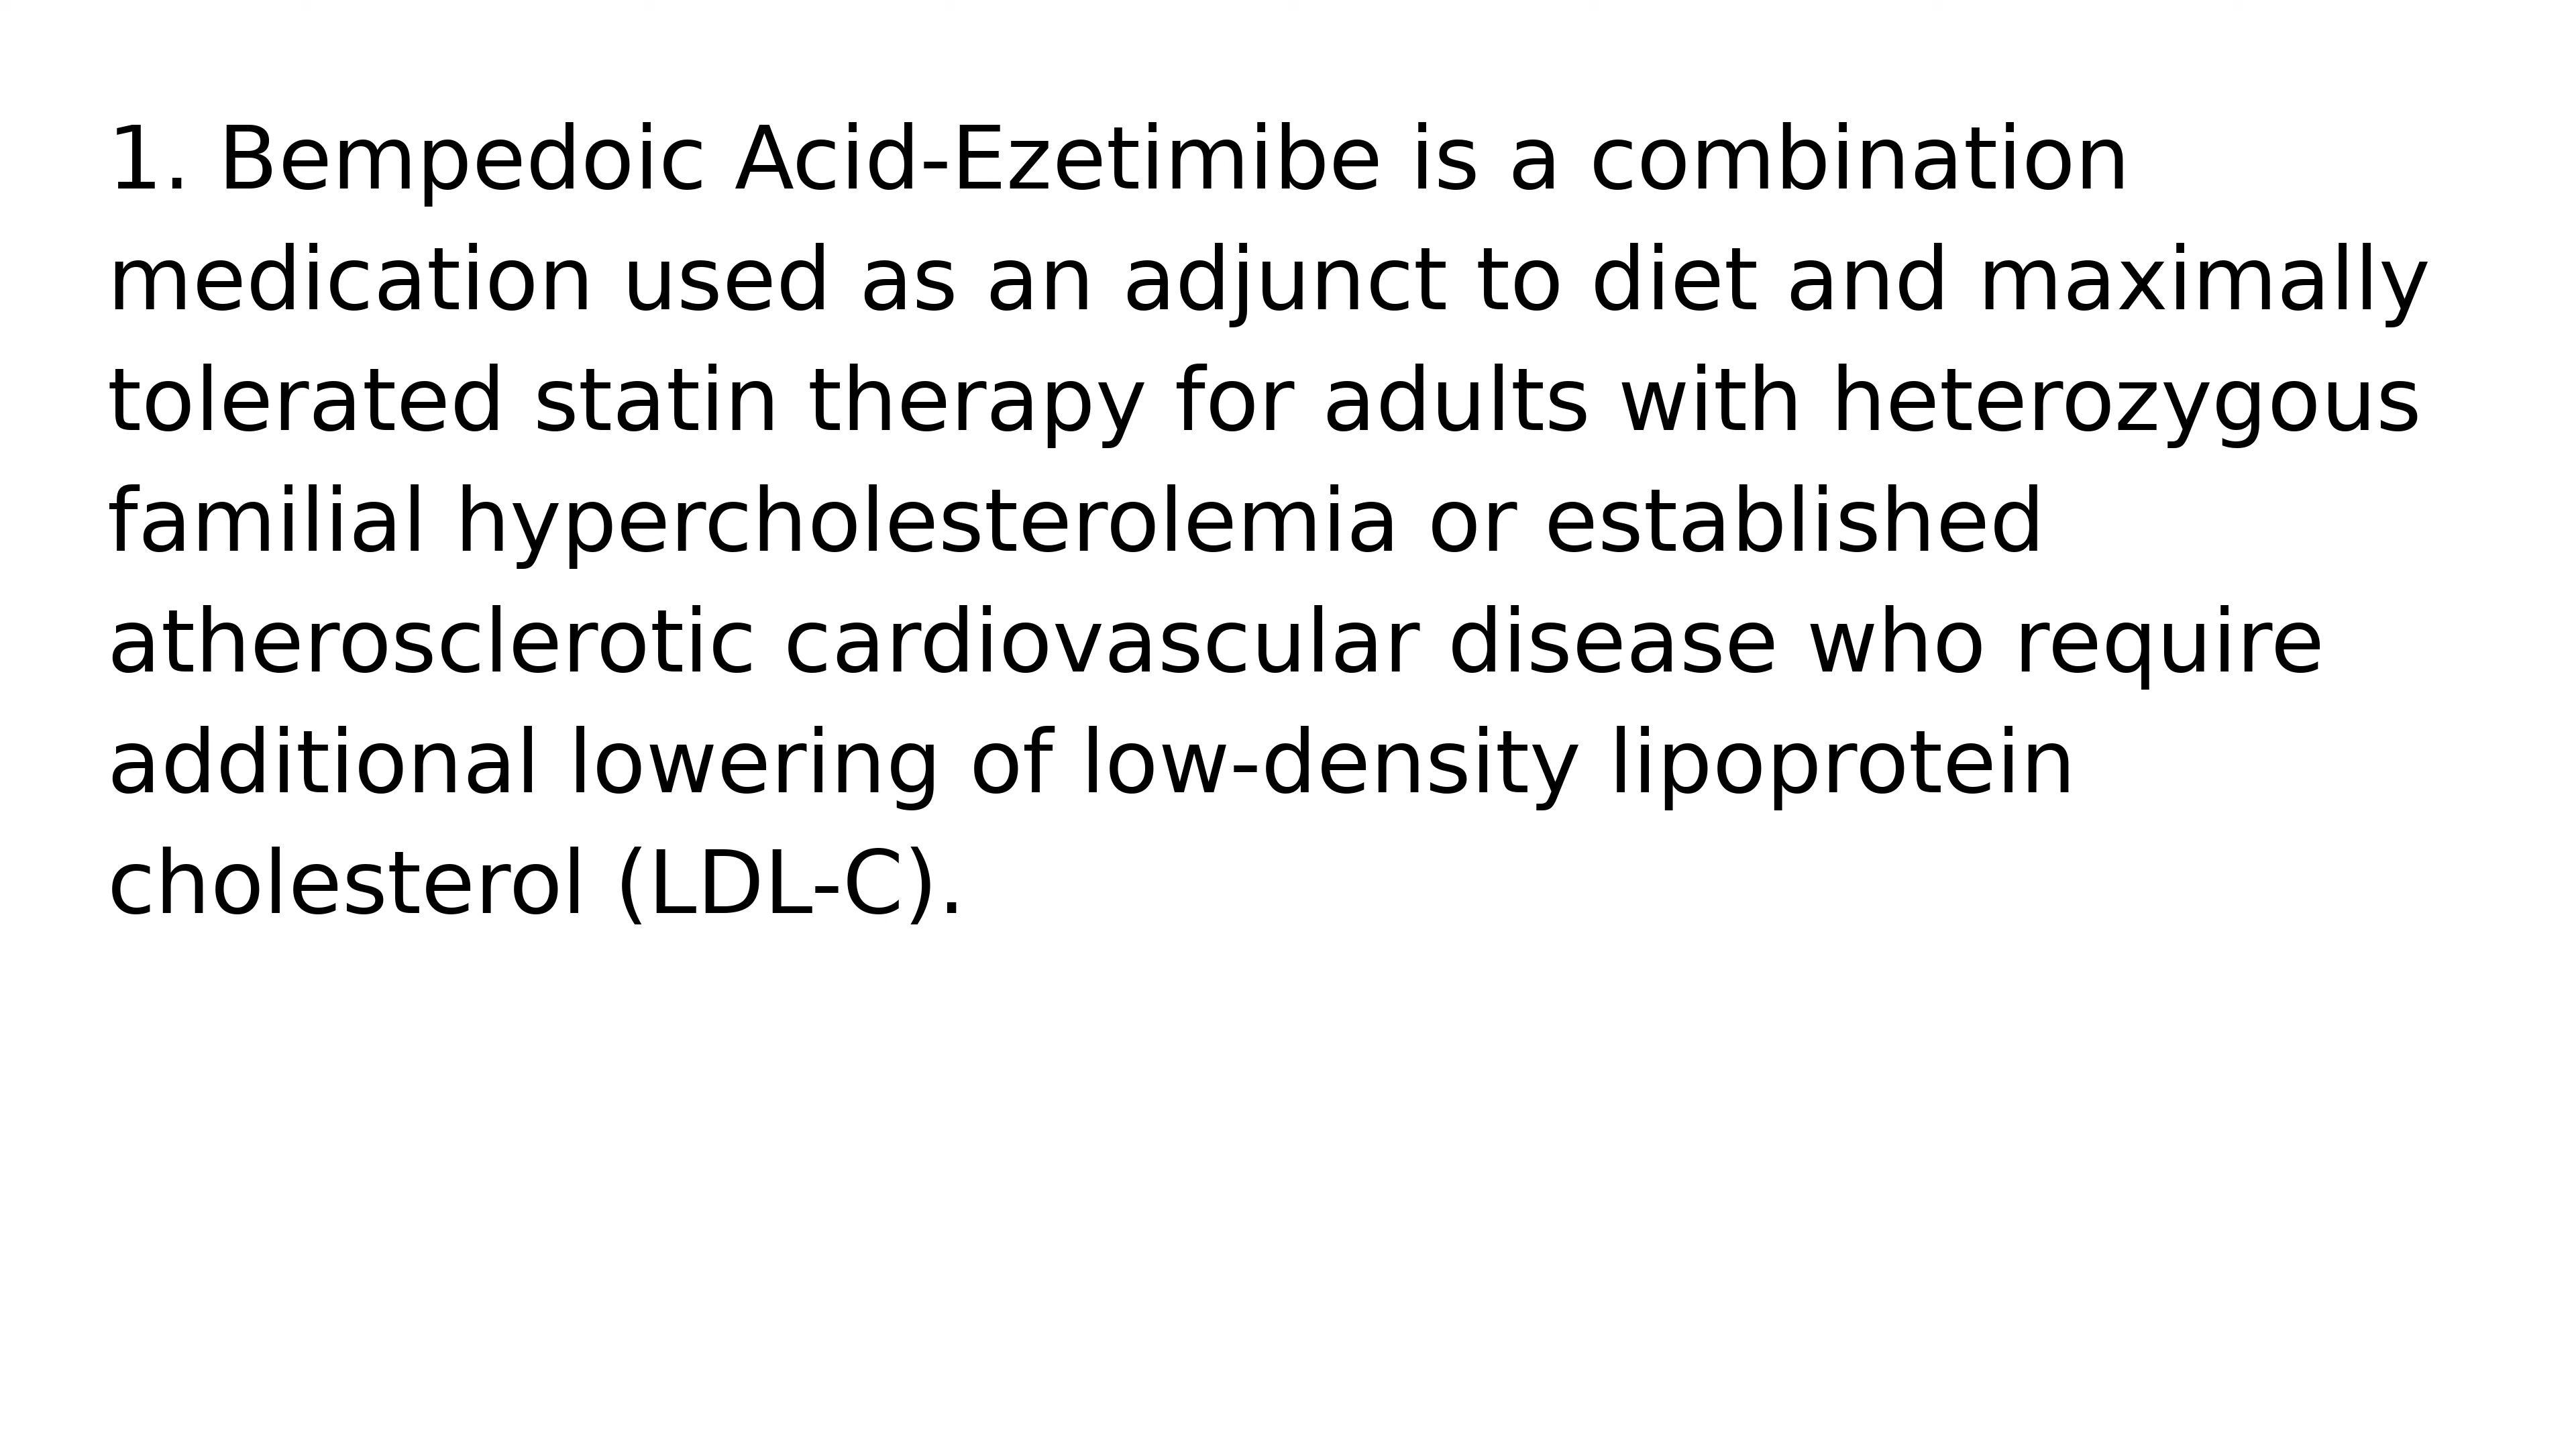 1. Bempedoic Acid-Ezetimibe is a combination
medication used as an adjunct to diet and maximally
tolerated statin therapy for adults with heterozygous
familial hypercholesterolemia or established
atherosclerotic cardiovascular disease who require
additional lowering of low-density lipoprotein
cholesterol (LDL-C).